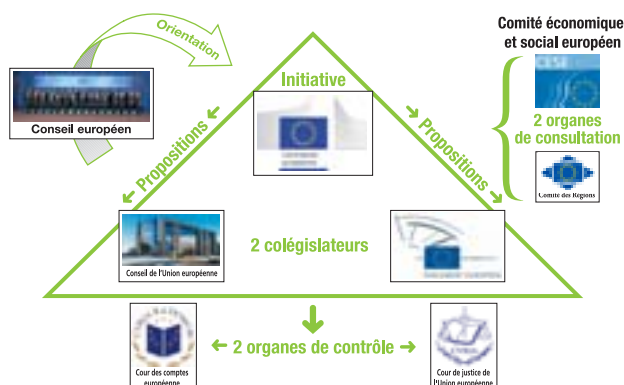 Orientation
Conseil européen
Initiative
Propositions
Propositions
Comité économique
et social européen
CESE
2 organes
de consultation
Comité des Régions
Conseil de l'Union européenne
2 colégislateurs
Cour des comptes
européenne
2 organes de contrôle
Cour de justice de
l'Union européenne